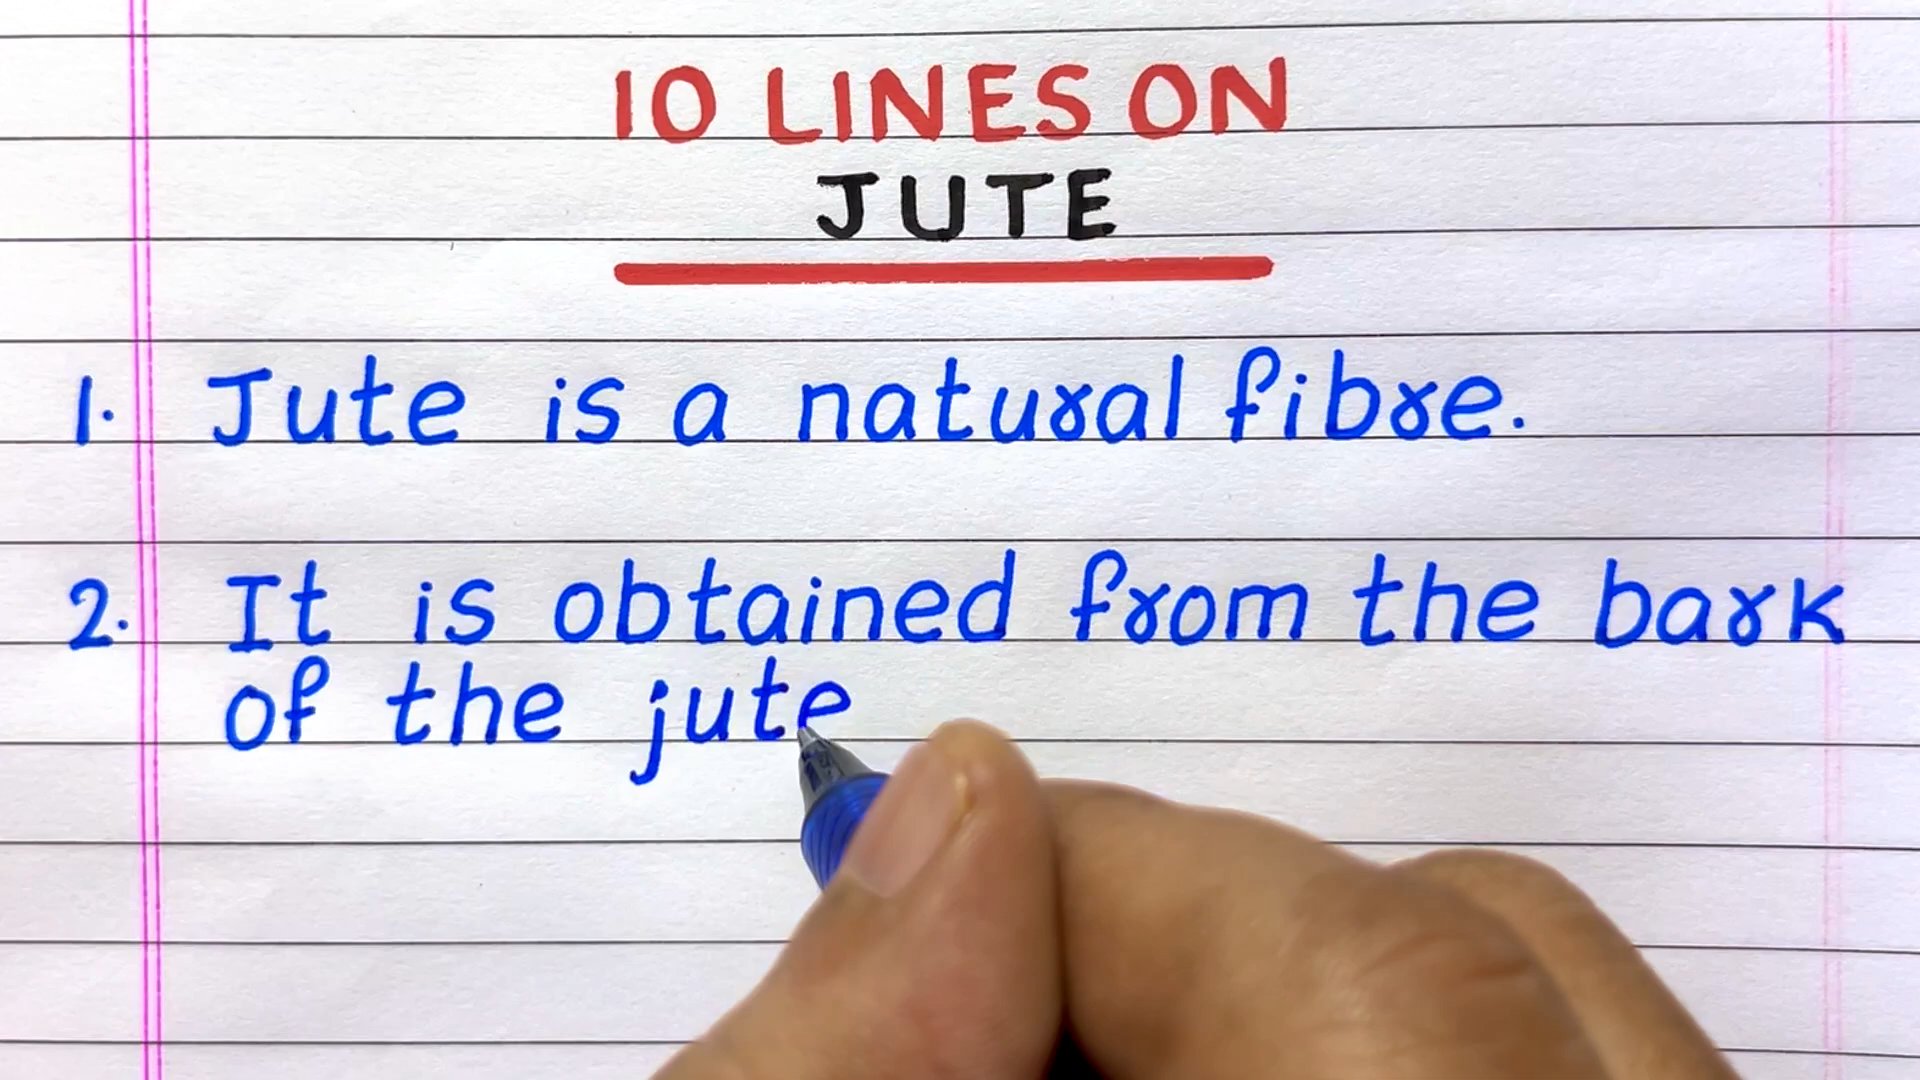 10 LINES ON
JUTE
1. Jute is a natural fibre.
2. It is obtained from the bark
of the jute